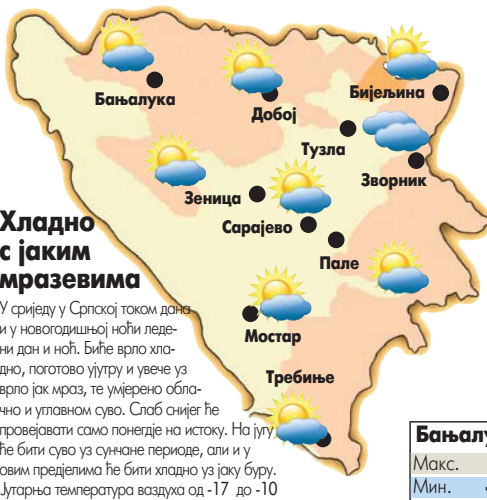 Бањалука
Добој
Бијељина
Тузла
Зворник
Зеница
Сарајево
Пале
Мостар
Требиње
Хладно
с јаким
мразевима
У сриједу у Српској током дана
и у новогодишњој ноћи леде-
ни дан и ноћ. Биће врло хла-
дно, поготово ујутру и увече уз
врло јак мраз, те умјерено обла-
чно и углавном суво. Слаб снијег ће
провејавати само понегдје на истоку. На југу
ће бити суво уз сунчане периоде, али и у
овим предјелима ће бити хладно уз јаку буру.
Јутарња температура ваздуха од -17 до -10
Макс.
Мин.